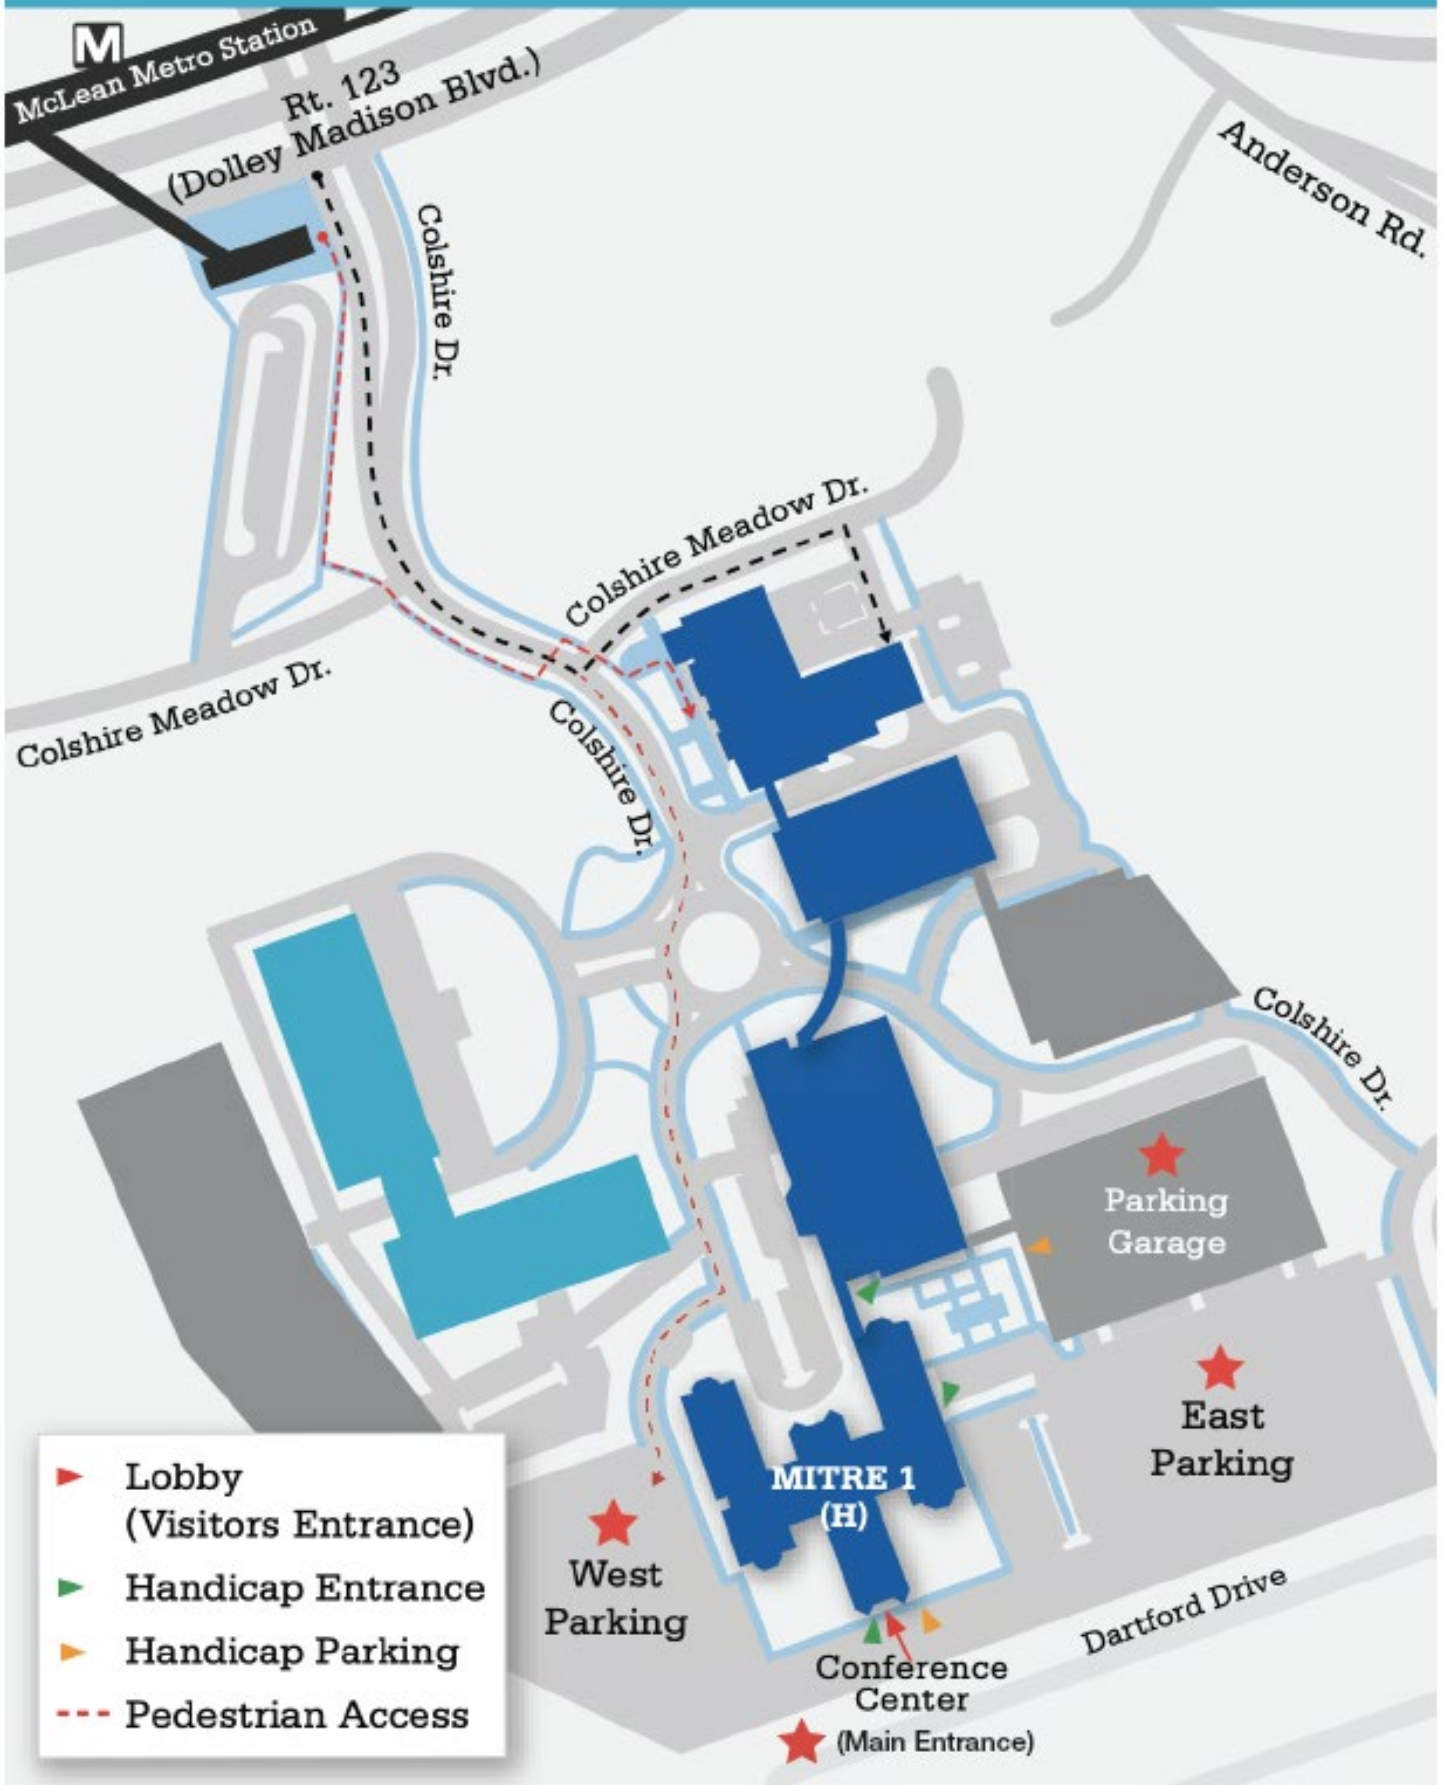 M
McLean Metro Station
Rt. 123
(Dolley Madison Blvd.)
Anderson Rd.
Colshire Dr.
Colshire Meadow Dr.
Colshire Meadow Dr.
Colshire Dr.
Colshire Dr.
Parking
Garage
East
Parking
MITRE 1
(H)
West
Parking
Dartford Drive
Conference
Center
(Main Entrance)
Lobby
(Visitors Entrance)
Handicap Entrance
Handicap Parking
Pedestrian Access